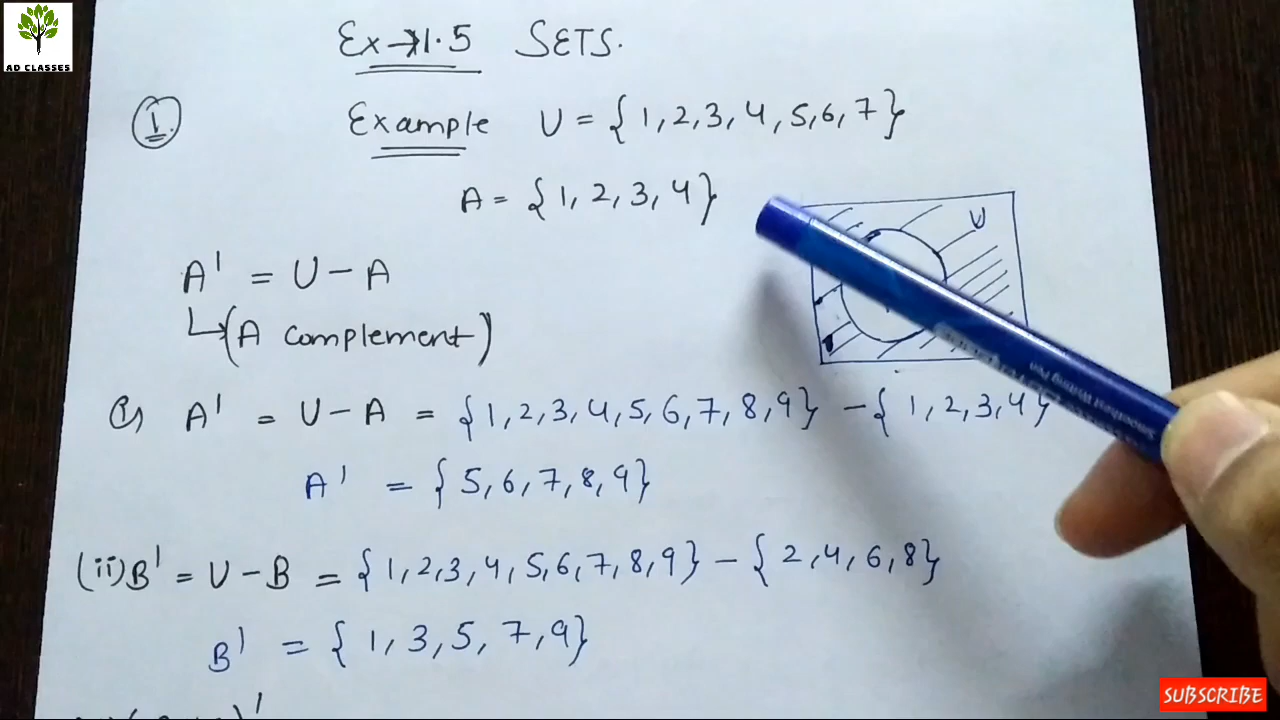 AD CLASSES
Ex→1.5 SETS.
1.
Example U = {1,2,3,4,5,6,7}
A = {1,2,3,4}
U
A' = U-A
↳(A complement)
(i) A' = U-A = {1,2,3,4,5,6,7,8,9} - {1,2,3,4}
A' = {5,6,7,8,9}
(ii) B' = U-B = {1,2,3,4,5,6,7,8,9} - {2,4,6,8}
B' = {1,3,5,7,9}
SUBSCRIBE